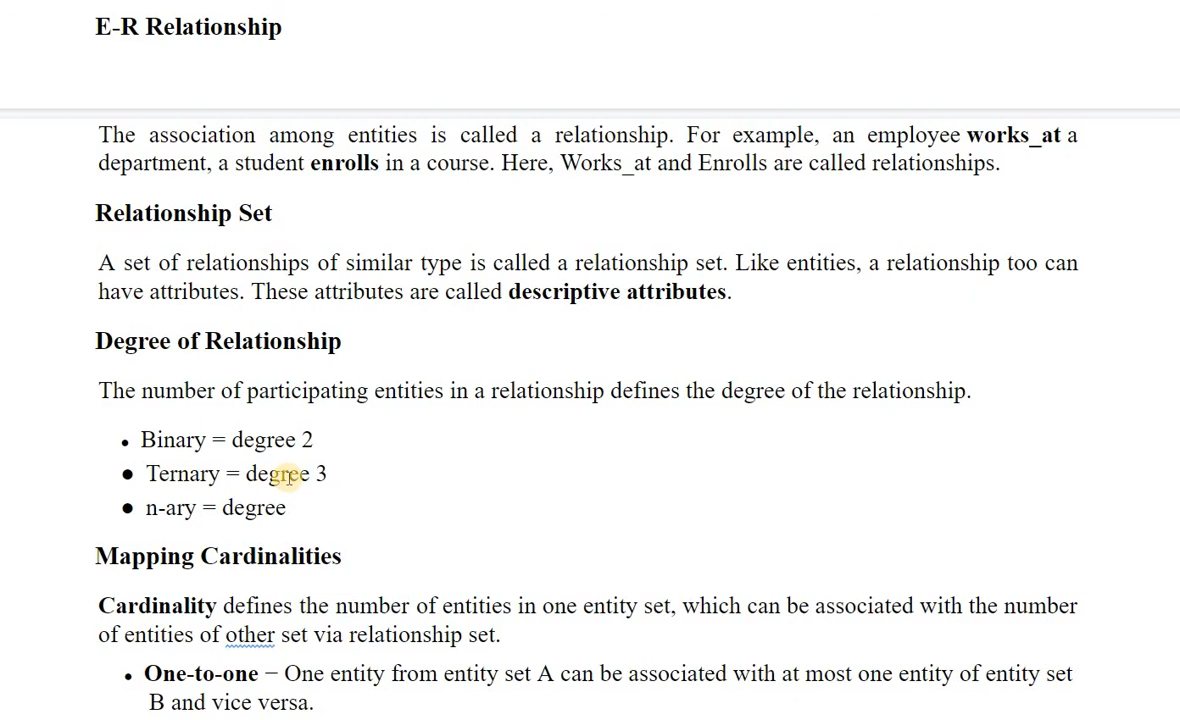 E-R Relationship
The association among entities is called a relationship. For example, an employee works_at a
department, a student enrolls in a course. Here, Works_at and Enrolls are called relationships.
Relationship Set
A set of relationships of similar type is called a relationship set. Like entities, a relationship too can
have attributes. These attributes are called descriptive attributes.
Degree of Relationship
The number of participating entities in a relationship defines the degree of the relationship.
• Binary = degree 2
• Ternary = degree 3
• n-ary = degree
Mapping Cardinalities
Cardinality defines the number of entities in one entity set, which can be associated with the number
of entities of other set via relationship set.
• One-to-one − One entity from entity set A can be associated with at most one entity of entity set
B and vice versa.